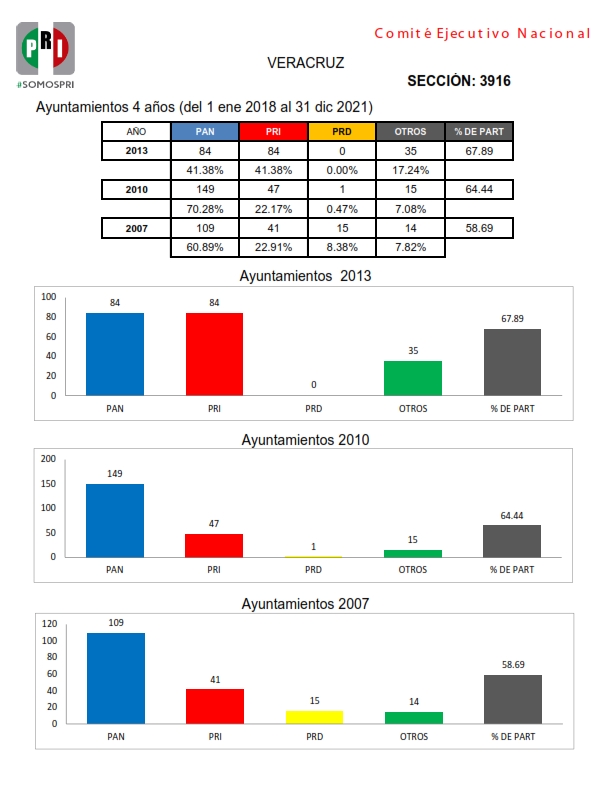 Comité Ejecutivo Nacional
PRI
#SOMOSPRI
VERACRUZ
SECCIÓN: 3916
Ayuntamientos 4 años (del 1 ene 2018 al 31 dic 2021)
AÑO PAN PRI PRD OTROS % DE PART
2013 84 84 0 35 67.89
41.38% 41.38% 0.00% 17.24%
2010 149 47 1 15 64.44
70.28% 22.17% 0.47% 7.08%
2007 109 41 15 14 58.69
60.89% 22.91% 8.38% 7.82%
Ayuntamientos 2013
100
80
60
40
20
0
84 84 0 35 67.89
PAN PRI PRD OTROS % DE PART
Ayuntamientos 2010
200
150
100
50
0
149 47 1 15 64.44
PAN PRI PRD OTROS % DE PART
Ayuntamientos 2007
120
100
80
60
40
20
0
109 41 15 14 58.69
PAN PRI PRD OTROS % DE PART